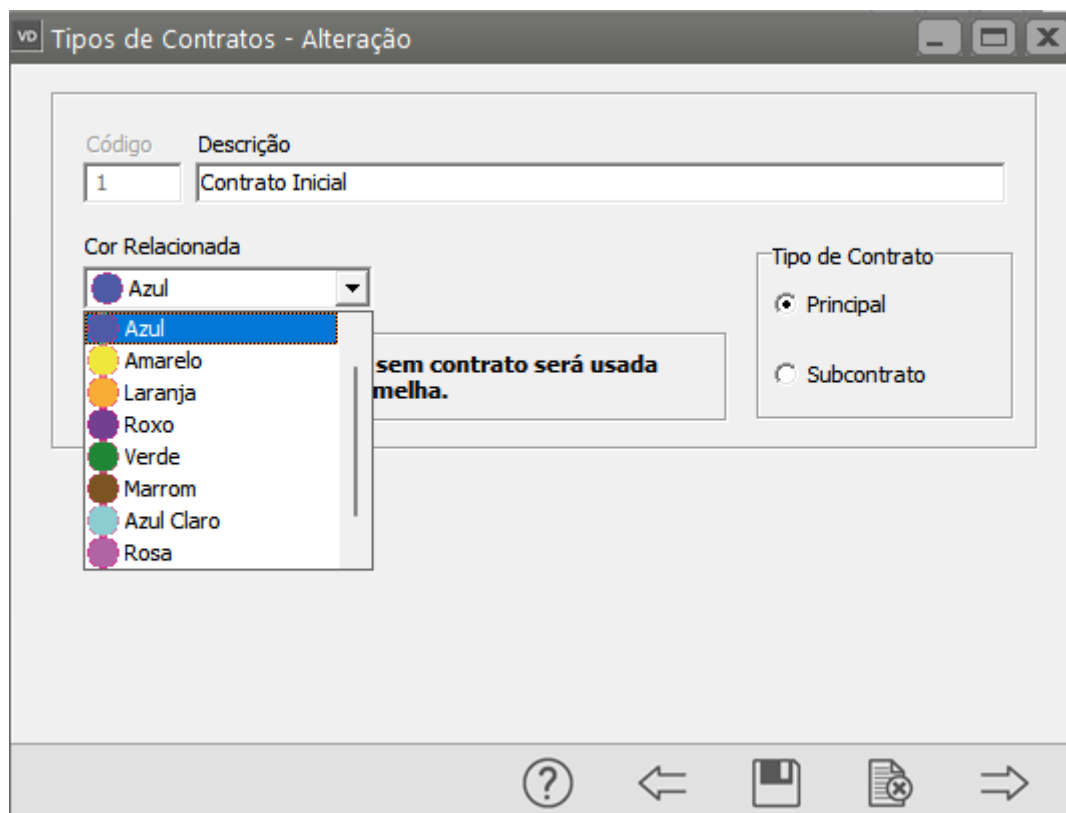 VD Tipos de Contratos - Alteração
Código Descrição
1 Contrato Inicial
Cor Relacionada
Azul
Azul
Amarelo
Laranja
Roxo
Verde
Marrom
Azul Claro
Rosa
sem contrato será usada
melha.
Tipo de Contrato
Principal
Subcontrato